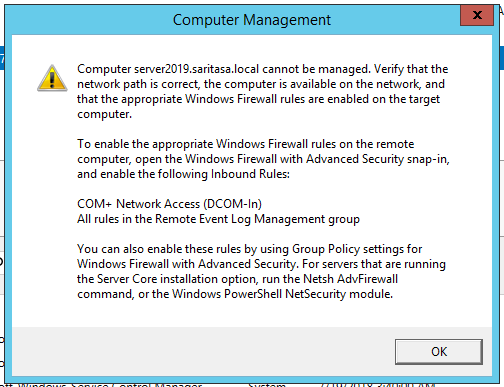 Computer Management
x
Computer server2019.saritasa.local cannot be managed. Verify that the
network path is correct, the computer is available on the network, and
that the appropriate Windows Firewall rules are enabled on the target
computer.
To enable the appropriate Windows Firewall rules on the remote
computer, open the Windows Firewall with Advanced Security snap-in,
and enable the following Inbound Rules:
COM+ Network Access (DCOM-In)
All rules in the Remote Event Log Management group
You can also enable these rules by using Group Policy settings for
Windows Firewall with Advanced Security. For servers that are running
the Server Core installation option, run the Netsh AdvFirewall
command, or the Windows PowerShell NetSecurity module.
OK